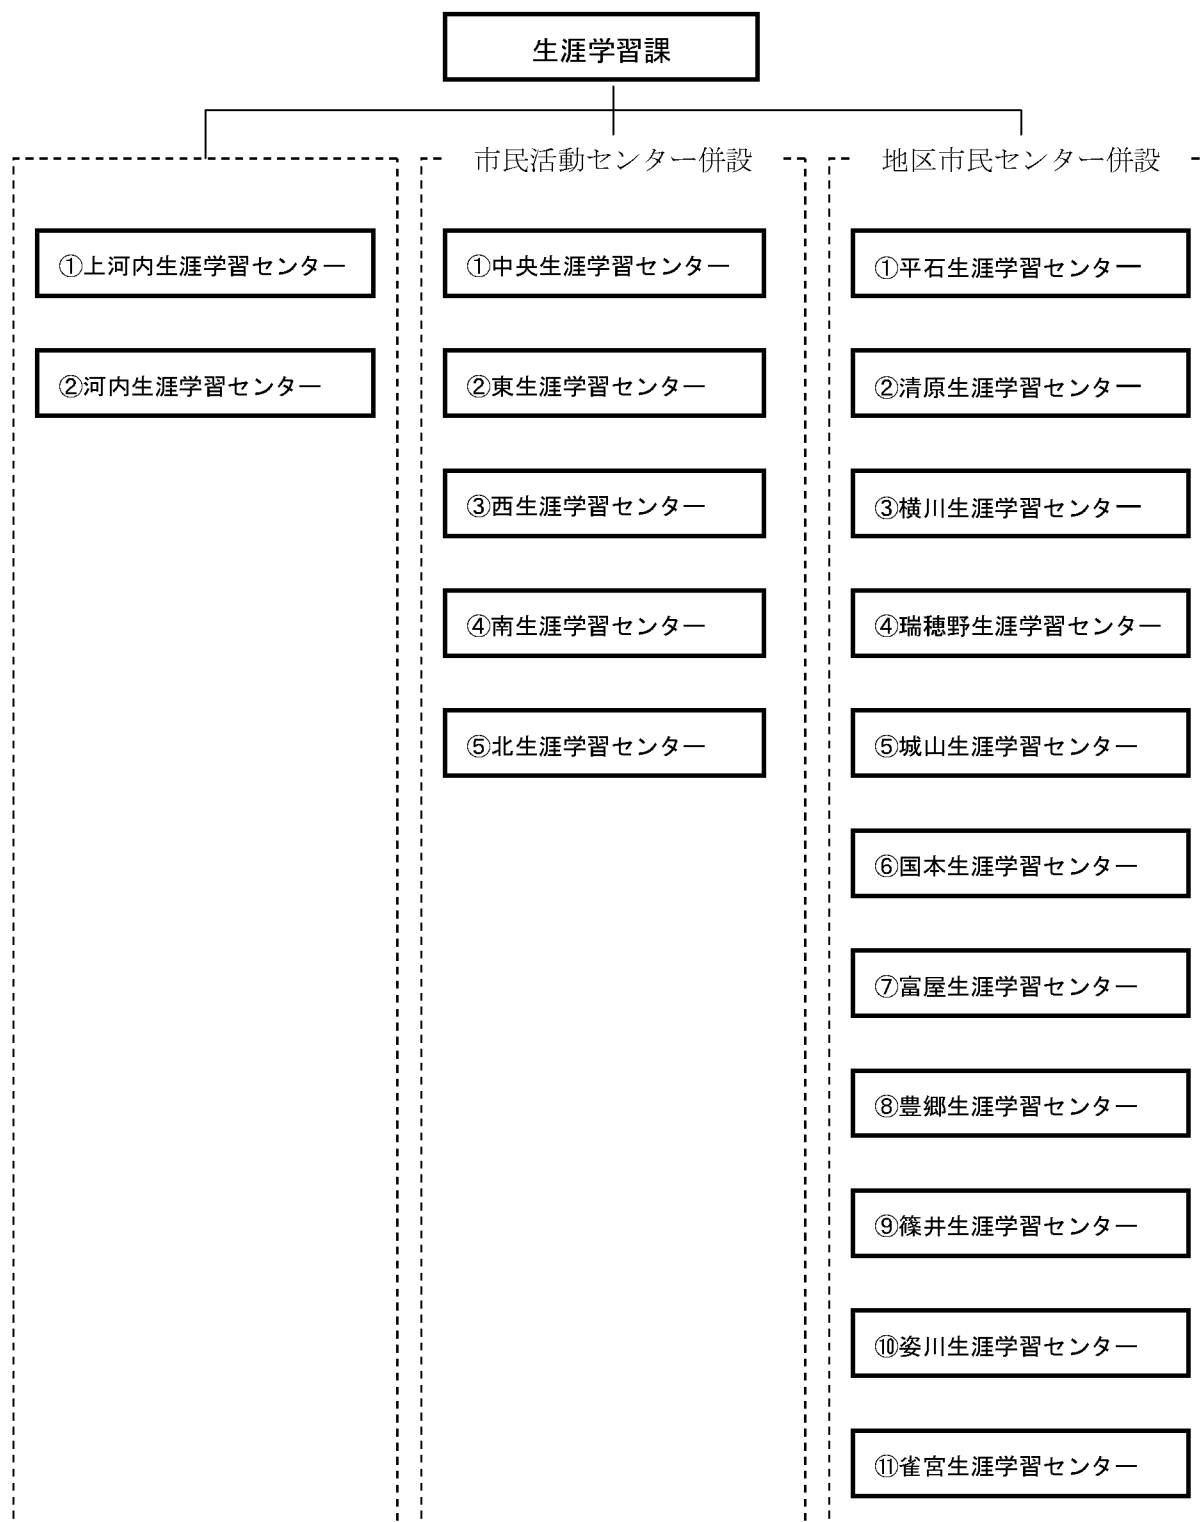 生涯学習課
①上河内生涯学習センター
②河内生涯学習センター
市民活動センター併設
①中央生涯学習センター
②東生涯学習センター
③西生涯学習センター
④南生涯学習センター
⑤北生涯学習センター
地区市民センター併設
①平石生涯学習センター
②清原生涯学習センター
③横川生涯学習センター
④瑞穂野生涯学習センター
⑤城山生涯学習センター
⑥国本生涯学習センター
⑦富屋生涯学習センター
⑧豊郷生涯学習センター
⑨篠井生涯学習センター
⑩姿川生涯学習センター
⑪雀宮生涯学習センター